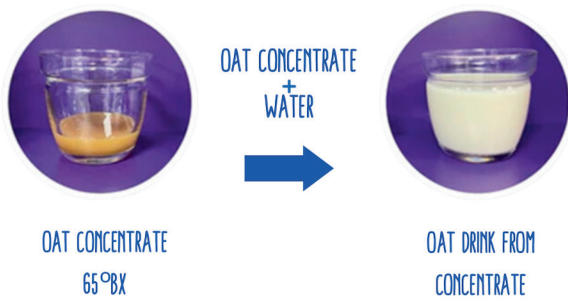 OAT CONCENTRATE
+
WATER
OAT CONCENTRATE
65°BX
OAT DRINK FROM
CONCENTRATE